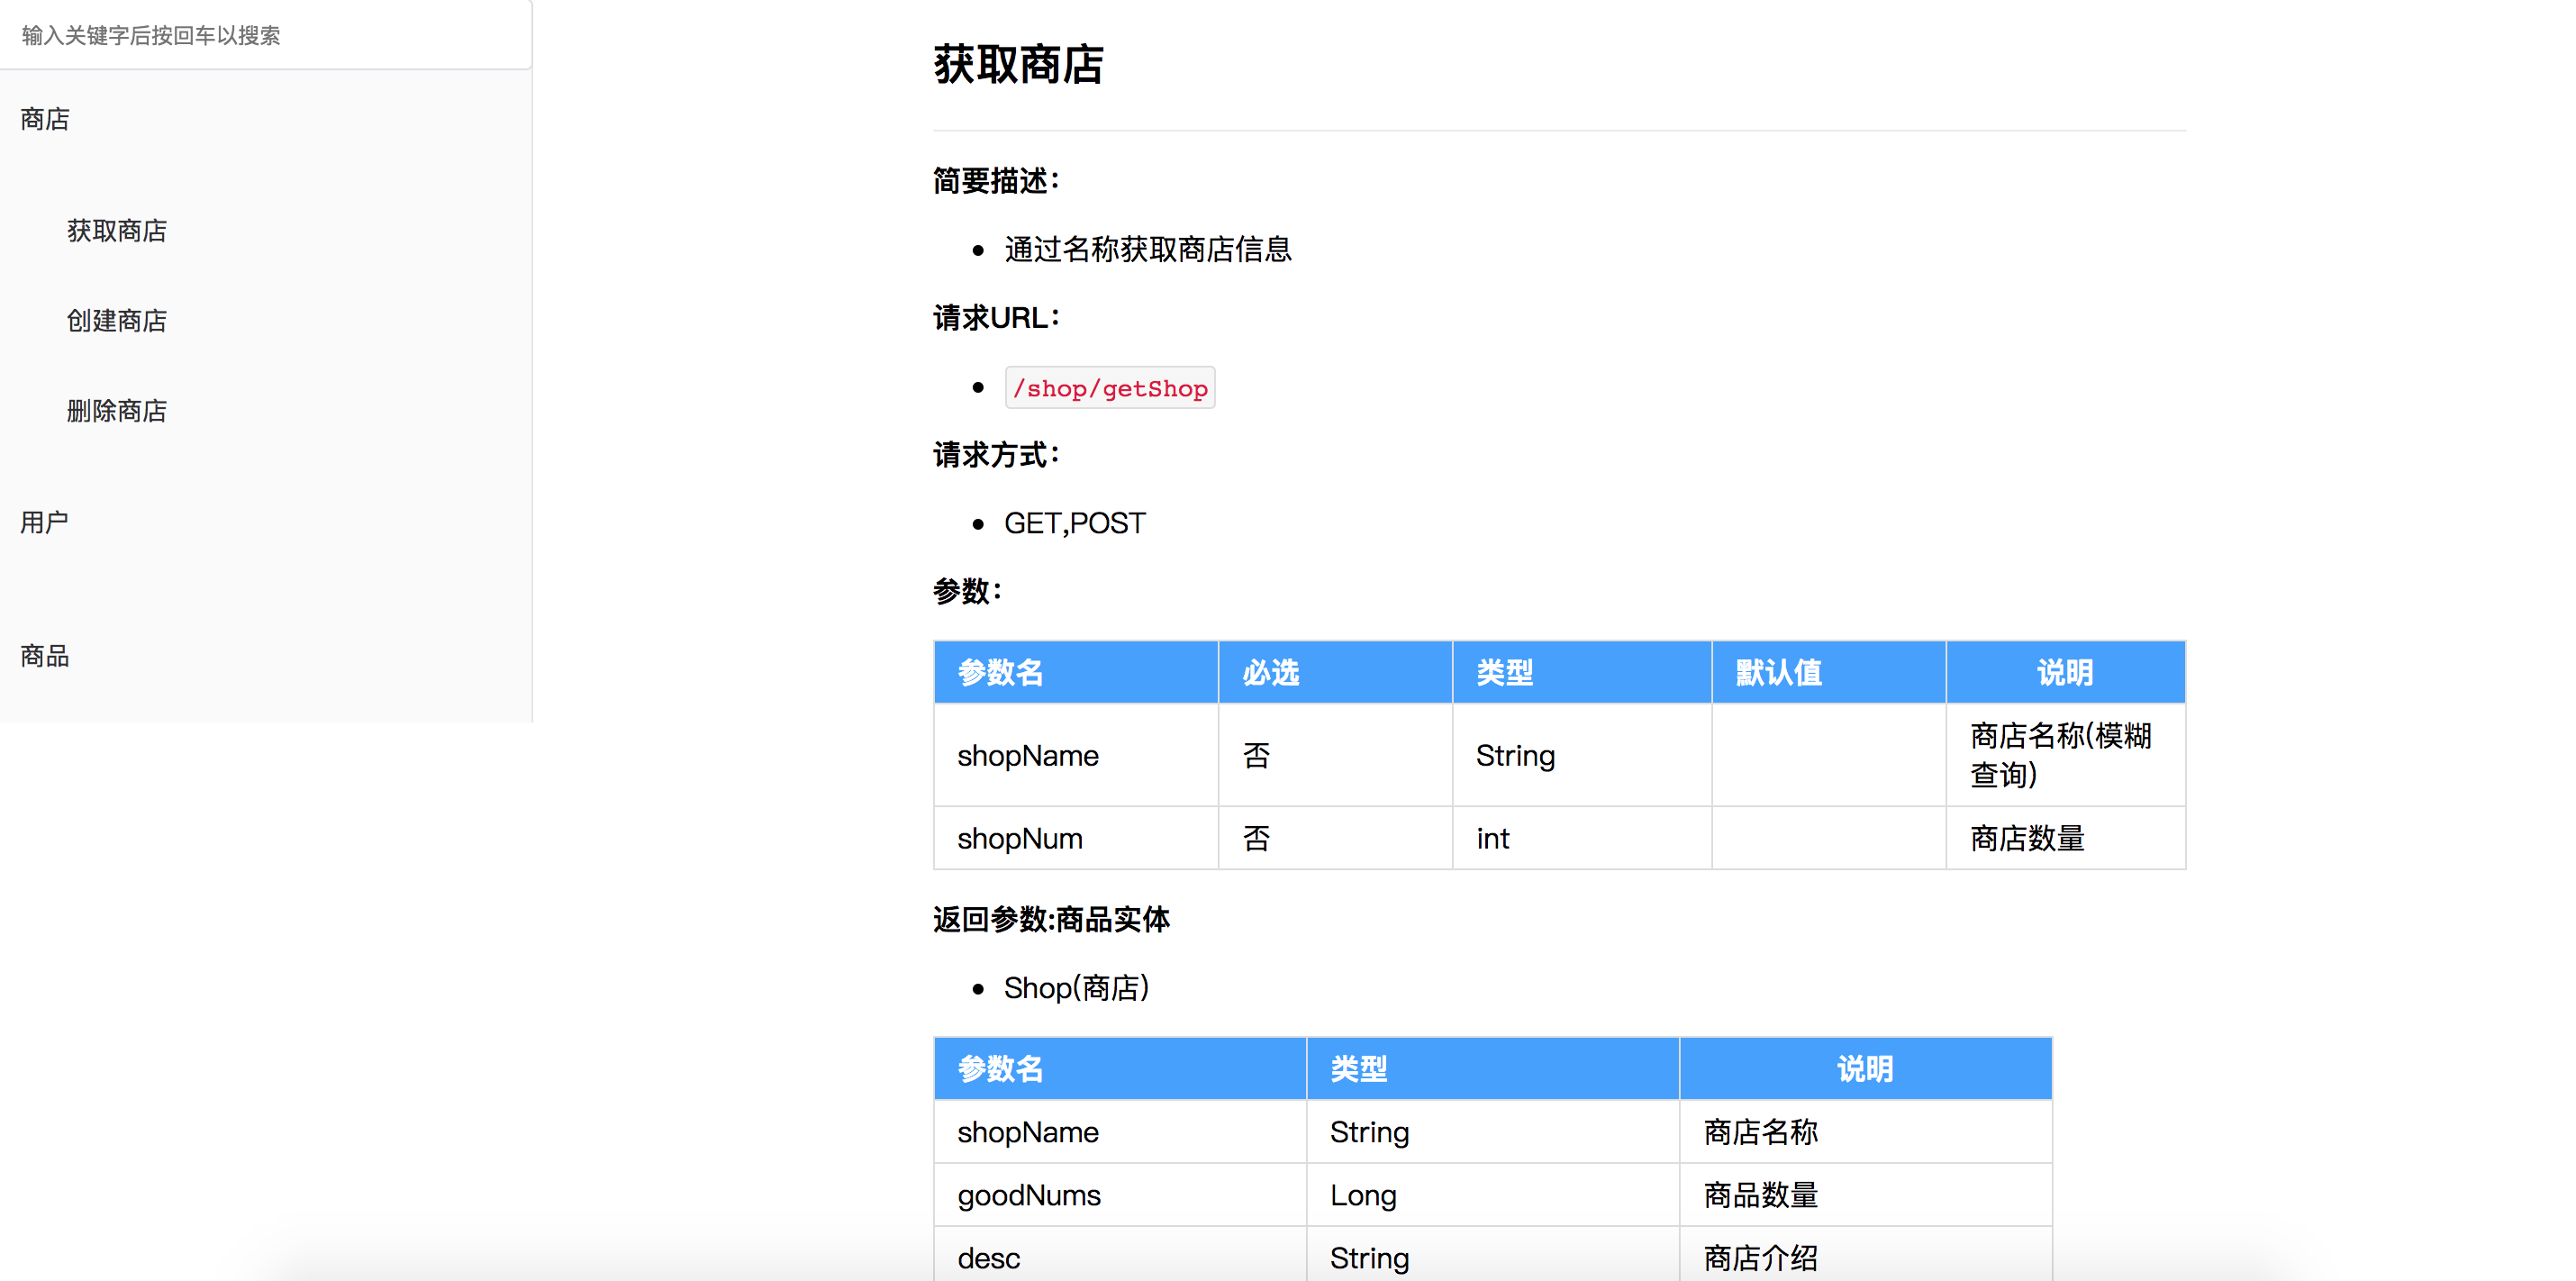 输入关键字后按回车以搜索
商店
获取商店
创建商店
删除商店
用户
商品
获取商店
简要描述：
通过名称获取商店信息
请求URL：
/shop/getShop
请求方式：
GET,POST
参数：
参数名 必选 类型 默认值 说明
shopName 否 String 商店名称(模糊
查询)
shopNum 否 int 商店数量
返回参数:商品实体
Shop(商店)
参数名 类型 说明
shopName String 商店名称
goodNums Long 商品数量
desc String 商店介绍